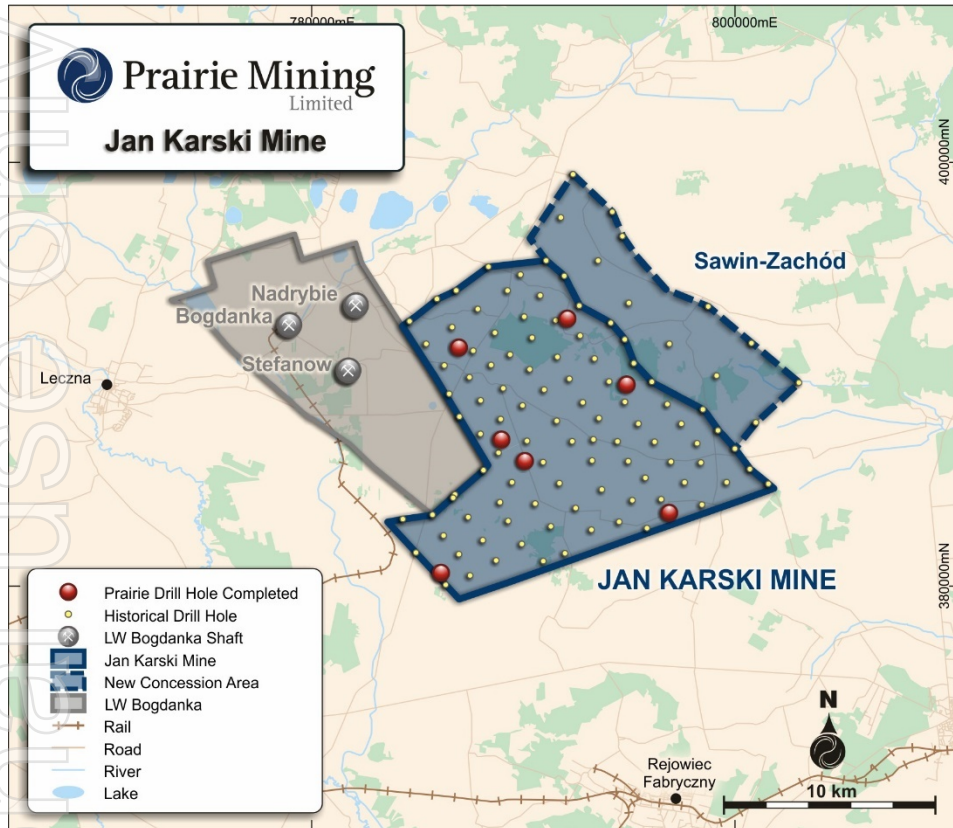 780000mE
800000mE
Prairie Mining
Limited
Jan Karski Mine
400000mN
Sawin-Zachód
Nadrybie
Bogdanka
Stefanow
Leczna
JAN KARSKI MINE
380000mN
Prairie Drill Hole Completed
Historical Drill Hole
LW Bogdanka Shaft
Jan Karski Mine
New Concession Area
LW Bogdanka
Rail
Road
River
Lake
N
Rejowiec
Fabryczny
10 km
use only